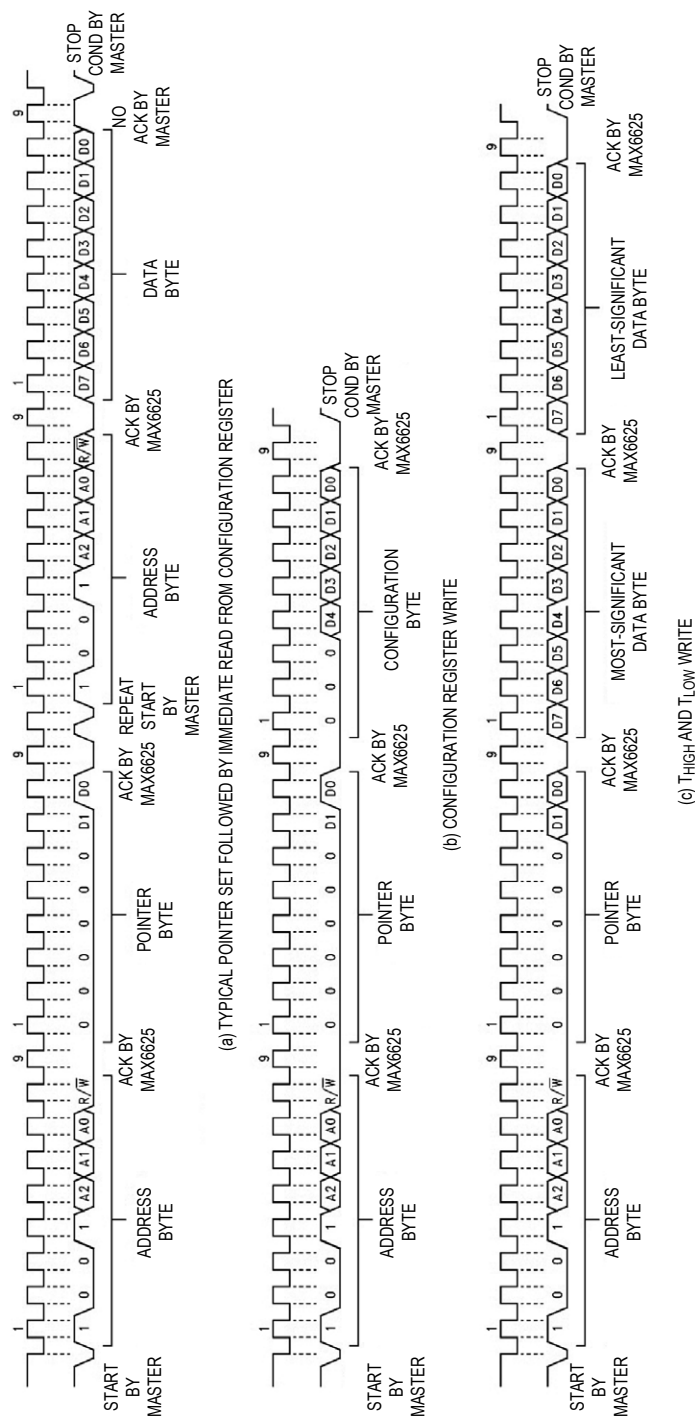 1 9 1 9 1 9 1 9
1 0 0 1 A2 A1 A0 R/W̅ 0 0 0 0 0 0 D1 D0 1 0 0 1 A2 A1 A0 R/W̅ D7 D6 D5 D4 D3 D2 D1 D0
START
BY
MASTER
ADDRESS
BYTE
ACK BY
MAX6625
POINTER
BYTE
ACK BY
MAX6625
REPEAT
START
BY
MASTER
ADDRESS
BYTE
ACK BY
MAX6625
DATA
BYTE
NO
ACK BY
MASTER
STOP
COND BY
MASTER
(a) TYPICAL POINTER SET FOLLOWED BY IMMEDIATE READ FROM CONFIGURATION REGISTER
1 9 1 9 1 9
1 0 0 1 A2 A1 A0 R/W̅ 0 0 0 0 0 0 D1 D0 0 0 0 D4 D3 D2 D1 D0
START
BY
MASTER
ADDRESS
BYTE
ACK BY
MAX6625
POINTER
BYTE
ACK BY
MAX6625
CONFIGURATION
BYTE
ACK BY
MAX6625
STOP
COND BY
MASTER
(b) CONFIGURATION REGISTER WRITE
1 9 1 9 1 9 1 9
1 0 0 1 A2 A1 A0 R/W̅ 0 0 0 0 0 0 D1 D0 D7 D6 D5 D4 D3 D2 D1 D0 D7 D6 D5 D4 D3 D2 D1 D0
START
BY
MASTER
ADDRESS
BYTE
ACK BY
MAX6625
POINTER
BYTE
ACK BY
MAX6625
MOST-SIGNIFICANT
DATA BYTE
ACK BY
MAX6625
LEAST-SIGNIFICANT
DATA BYTE
ACK BY
MAX6625
STOP
COND BY
MASTER
(c) THIGH AND TLOW WRITE